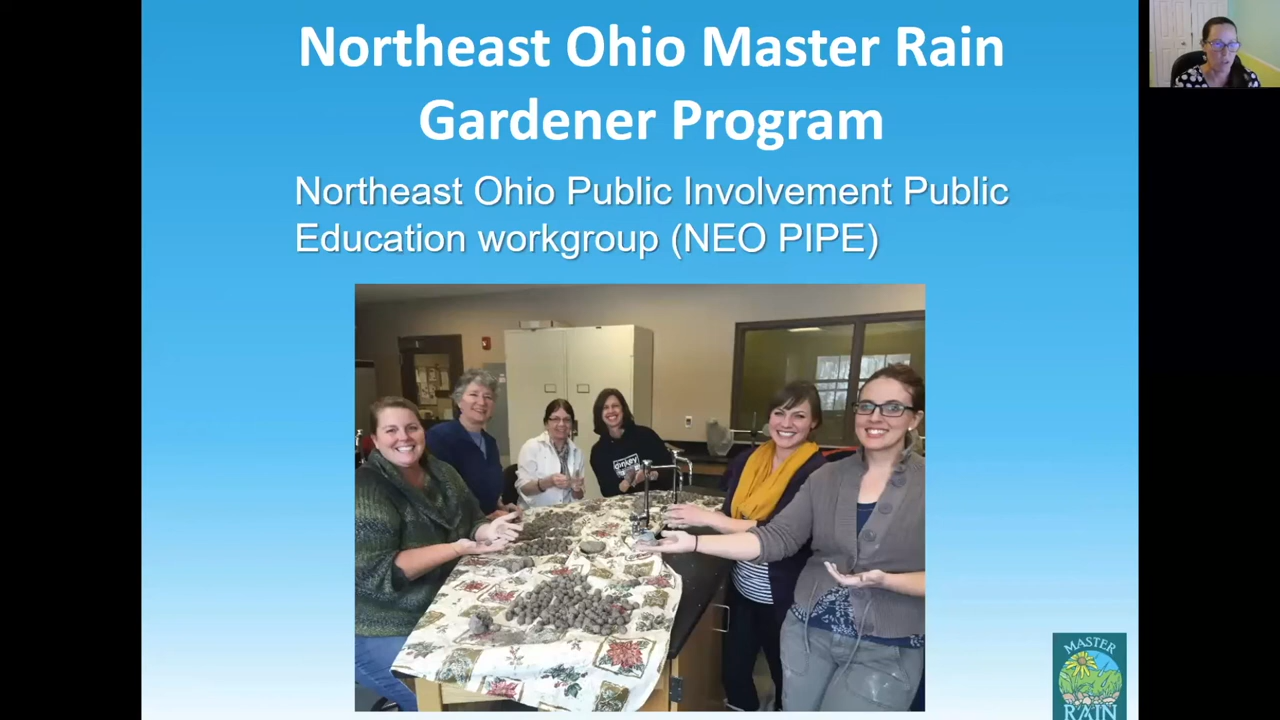 Northeast Ohio Master Rain
Gardener Program
Northeast Ohio Public Involvement Public
Education workgroup (NEO PIPE)
MASTER
RAIN